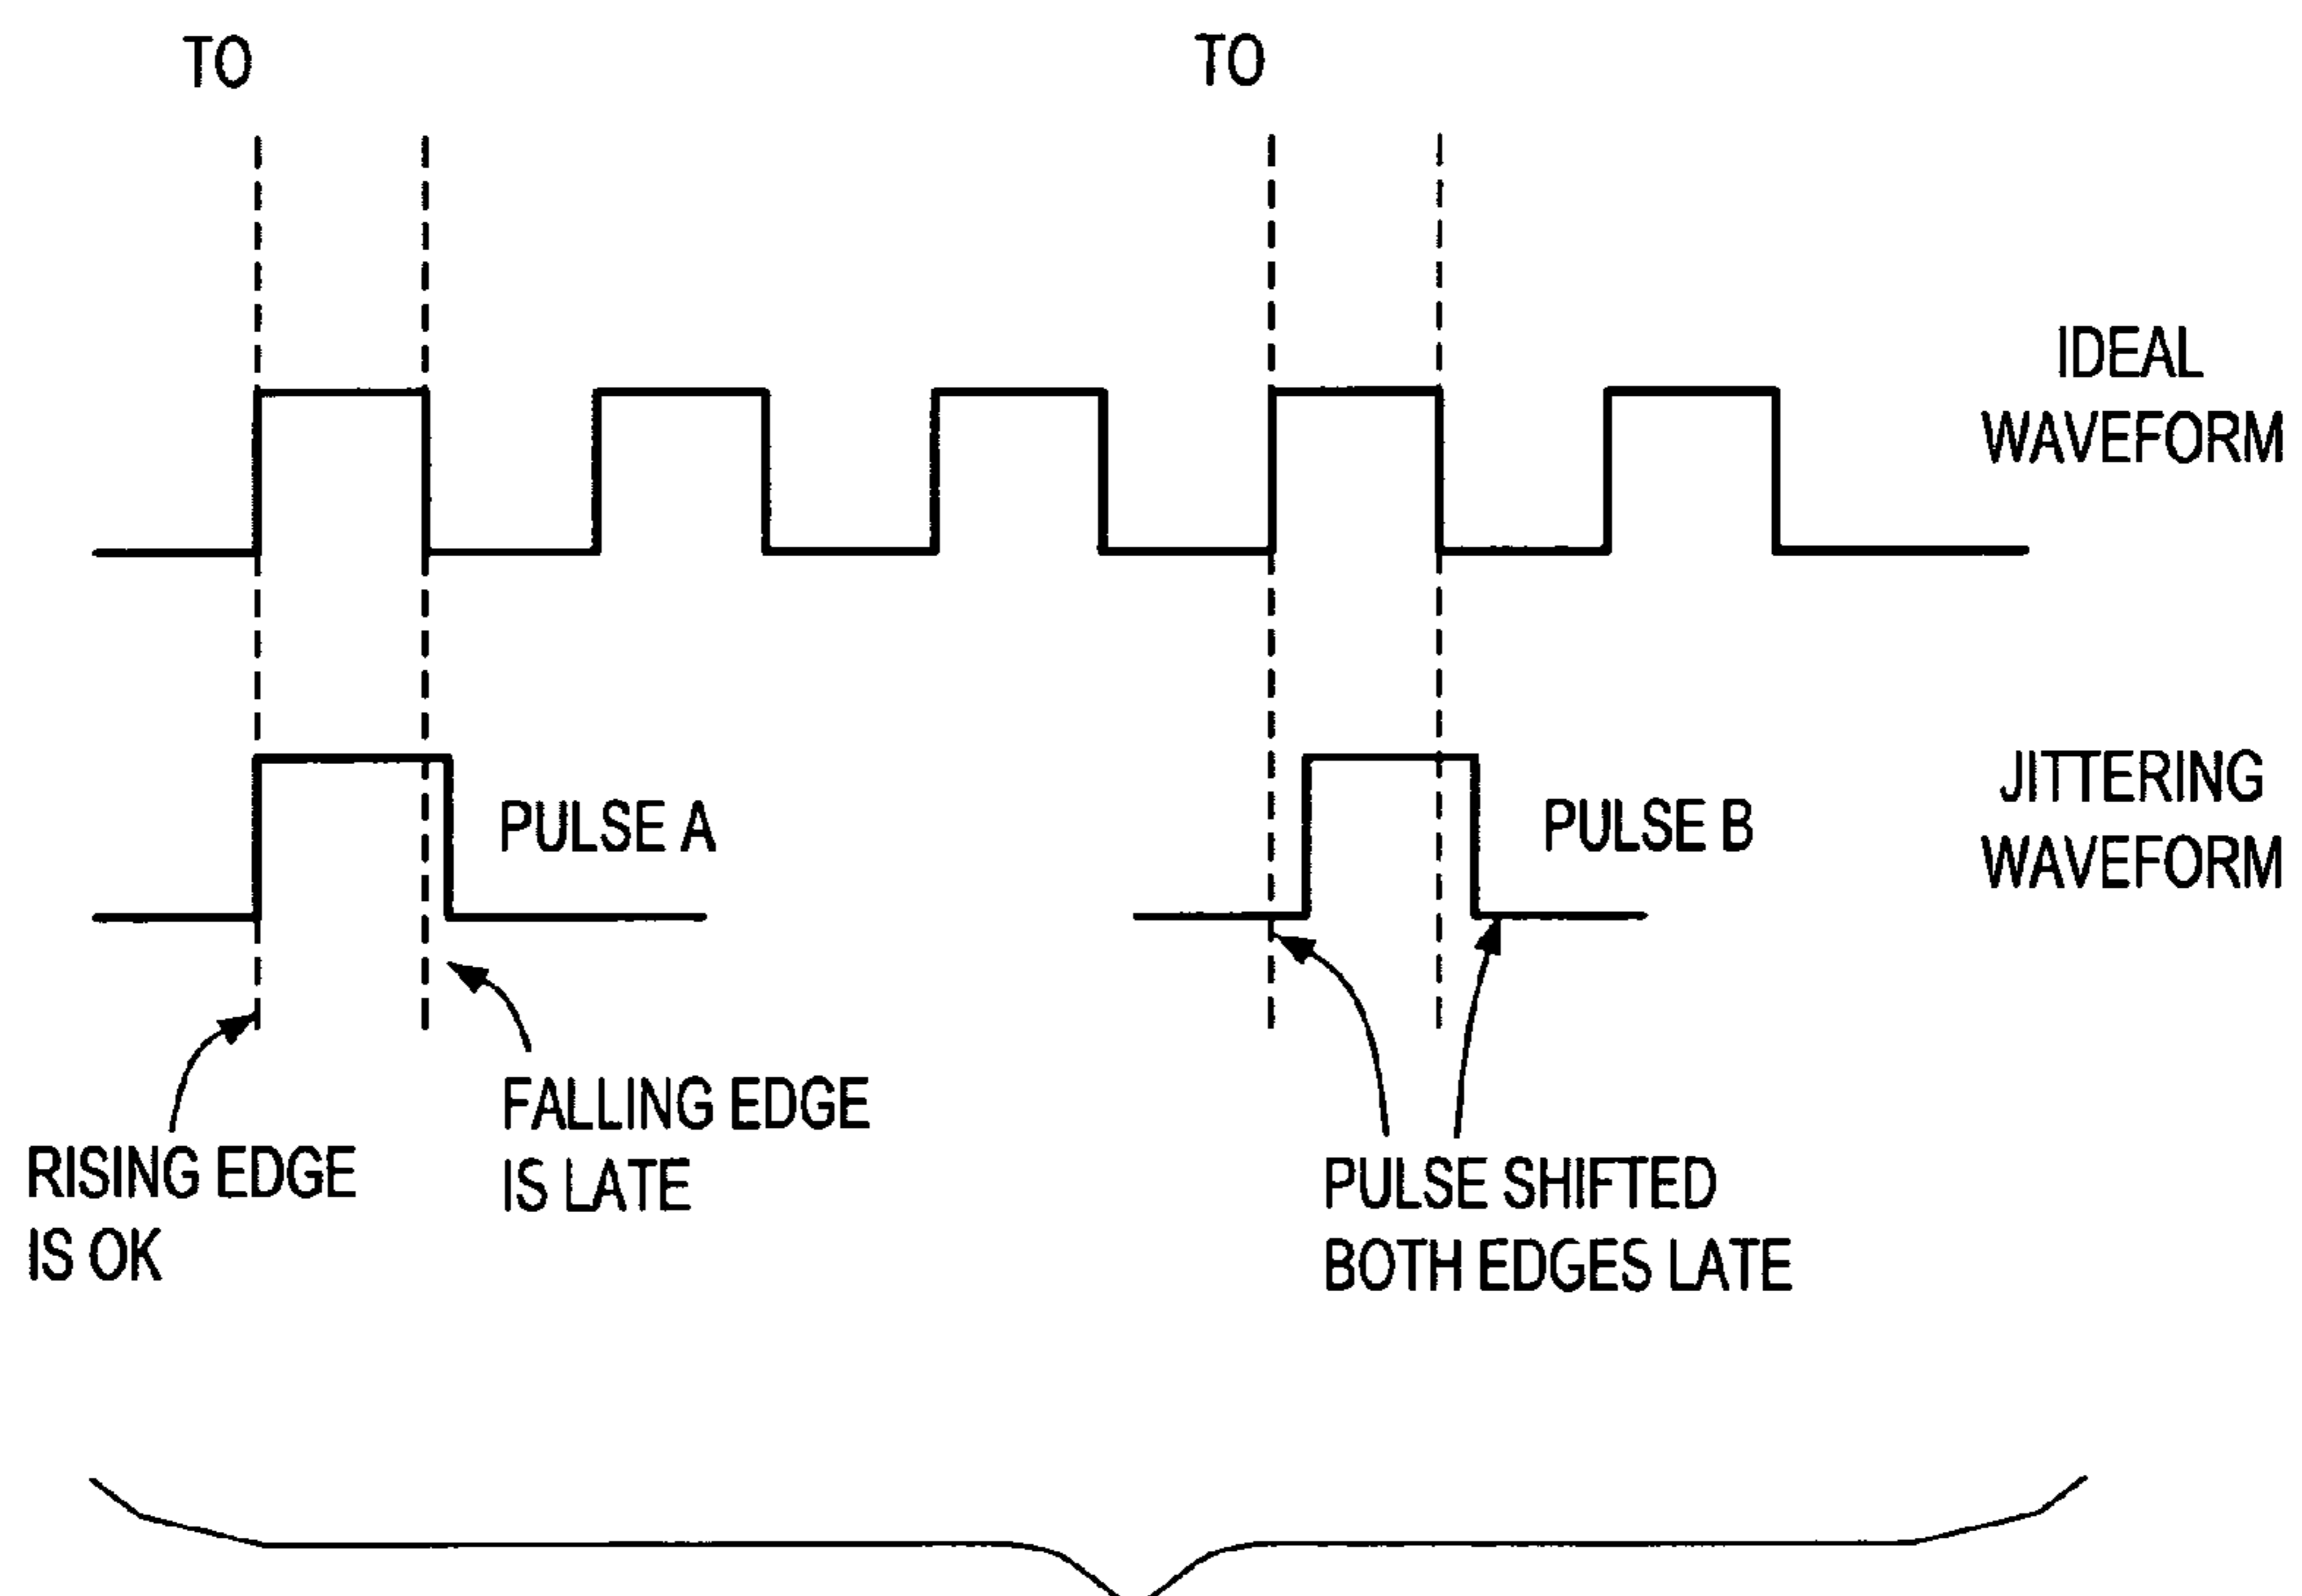 TO
TO
IDEAL
WAVEFORM
PULSE A
PULSE B
JITTERING
WAVEFORM
RISING EDGE
IS OK
FALLING EDGE
IS LATE
PULSE SHIFTED
BOTH EDGES LATE